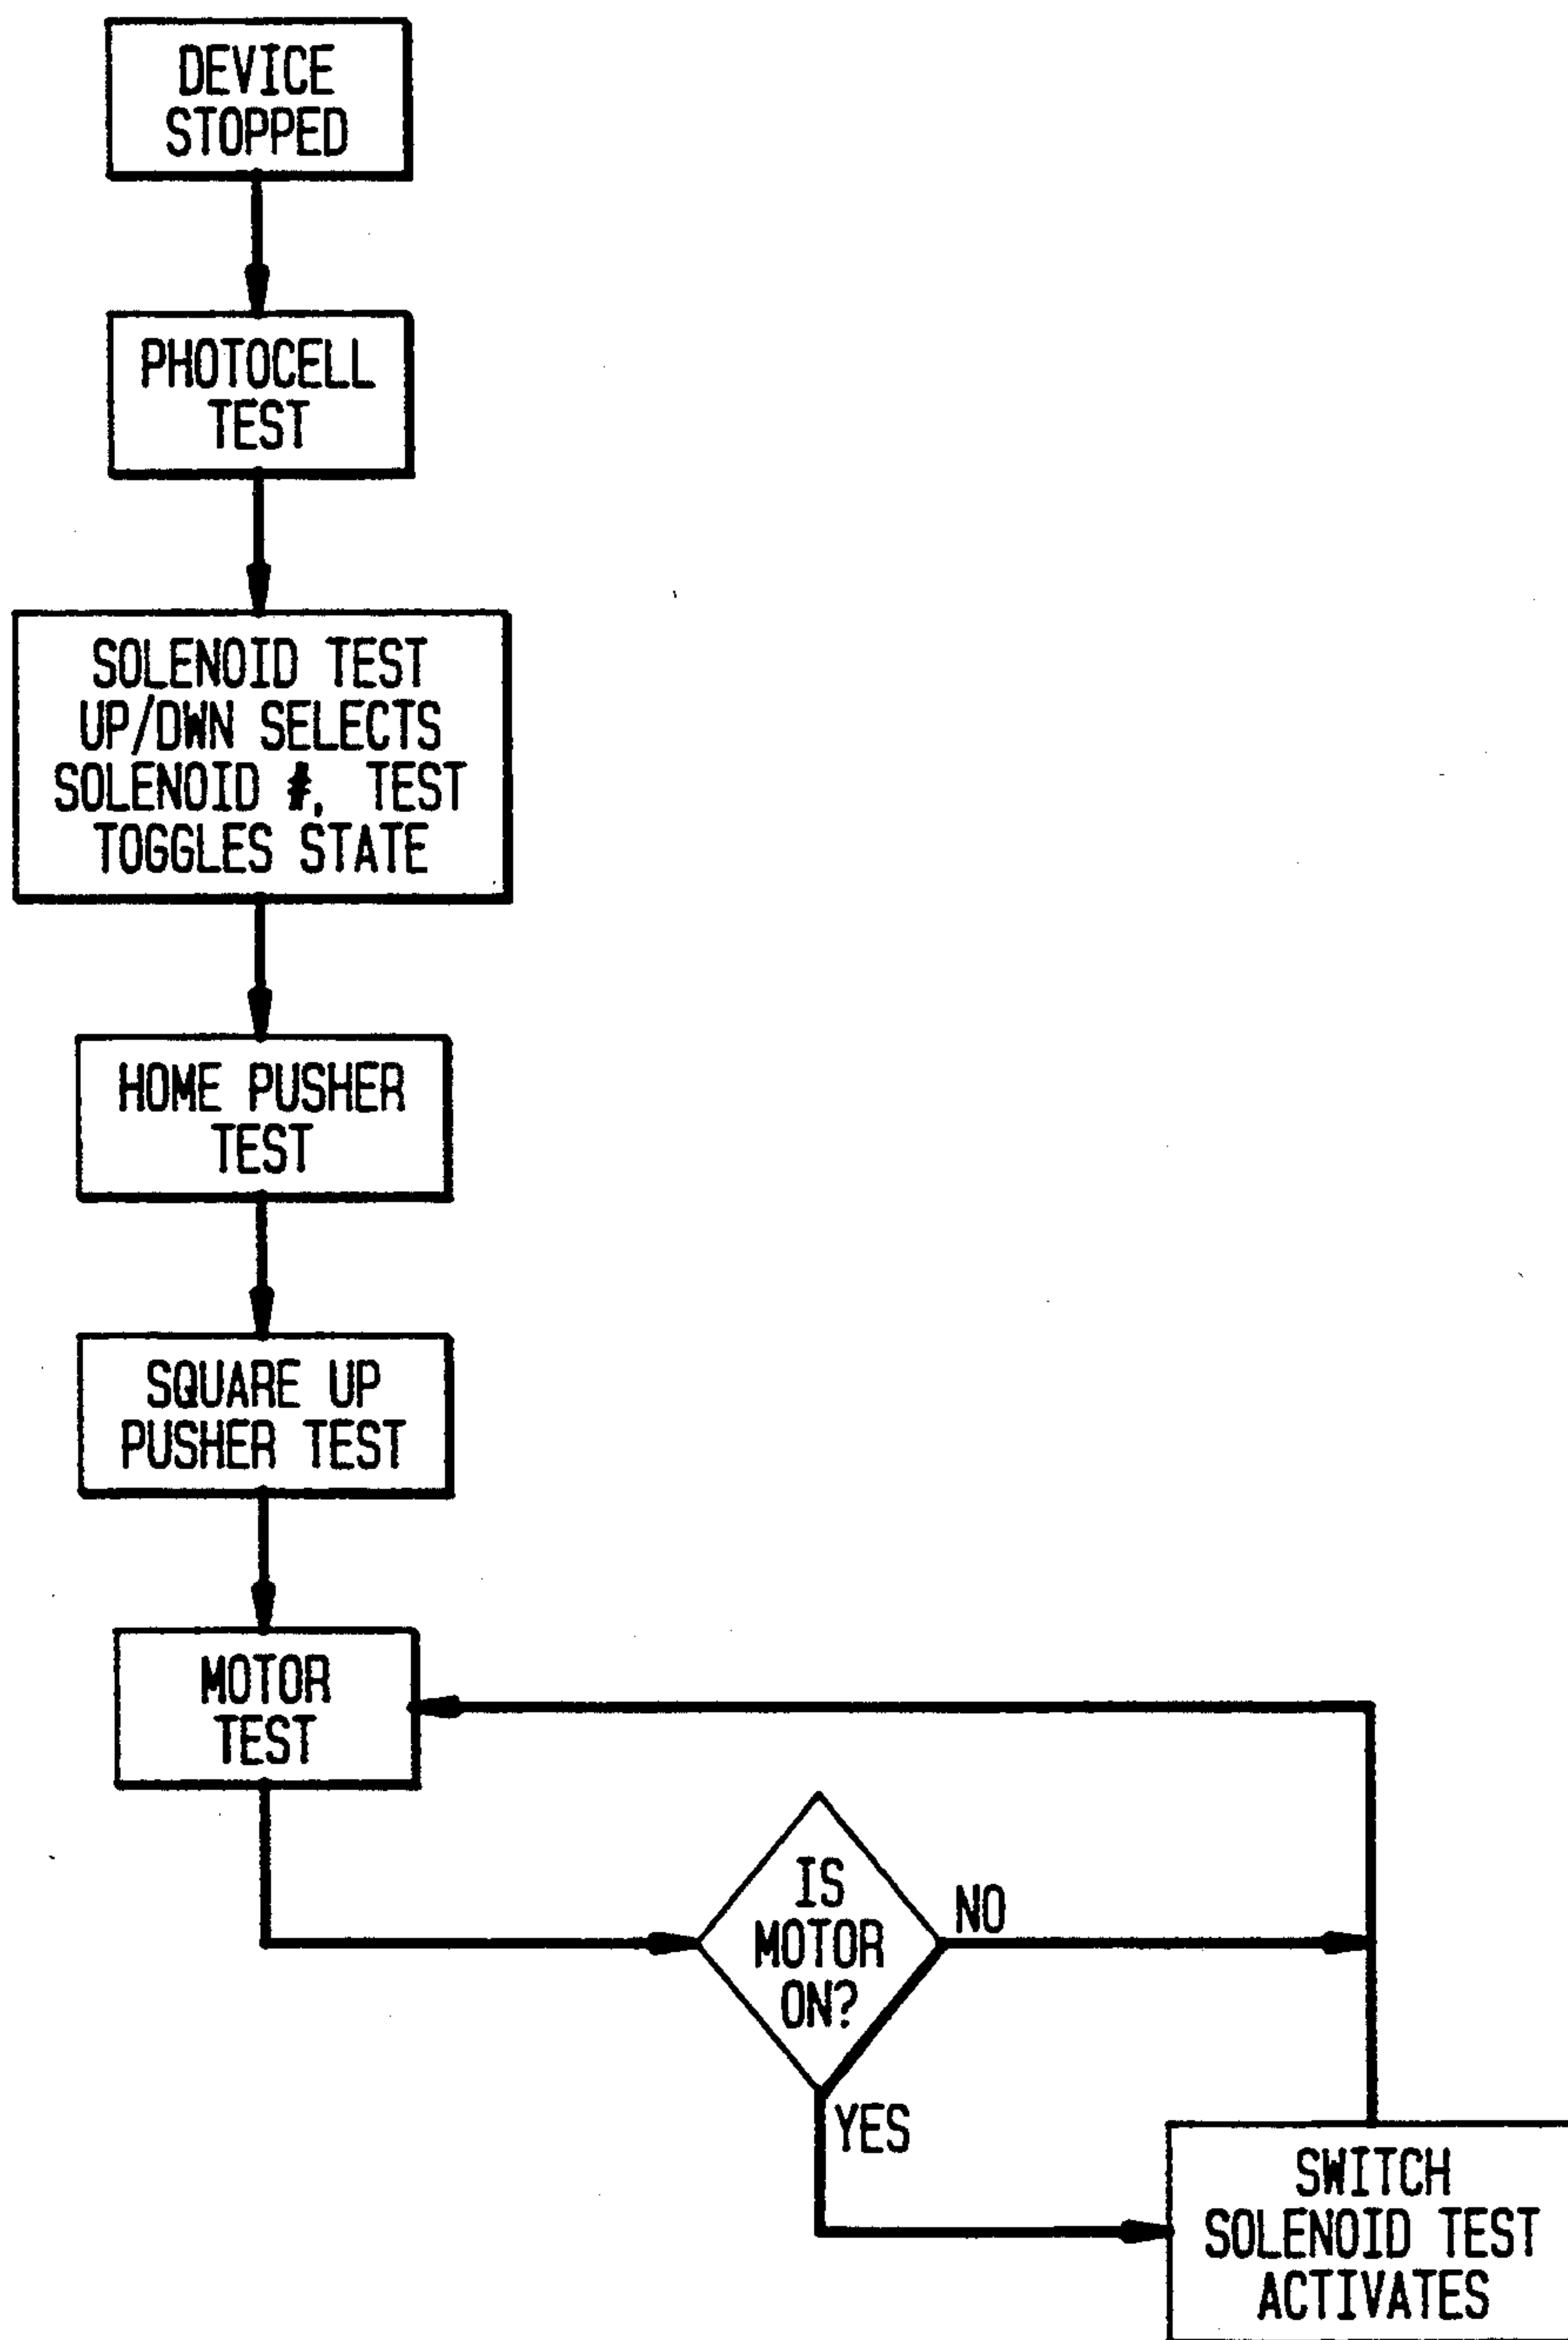 DEVICE
STOPPED
PHOTOCELL
TEST
SOLENOID TEST
UP/DWN SELECTS
SOLENOID #, TEST
TOGGLES STATE
HOME PUSHER
TEST
SQUARE UP
PUSHER TEST
MOTOR
TEST
IS
MOTOR
ON?
NO
YES
SWITCH
SOLENOID TEST
ACTIVATES